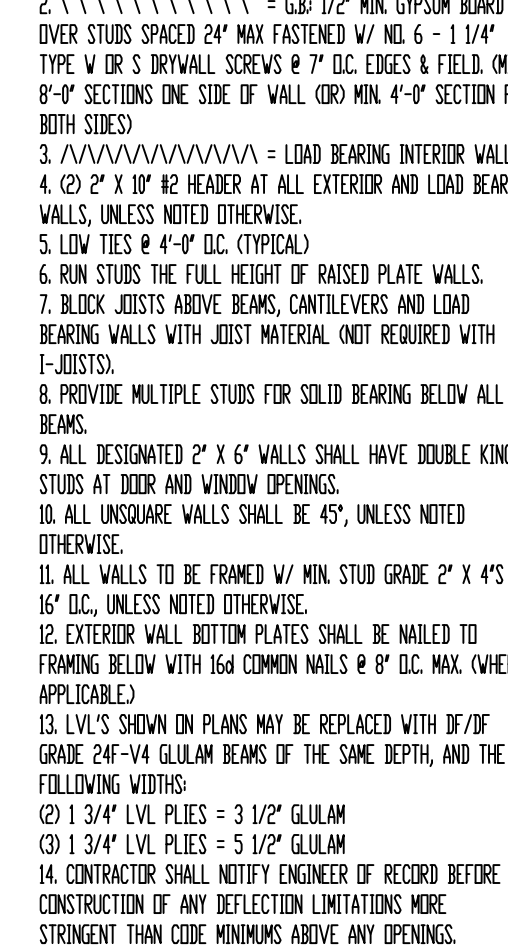 2. \ \ \ \ \ \ \ \ \ \ \ = G.B.: 1/2" MIN. GYPSUM BOARD
OVER STUDS SPACED 24" MAX FASTENED W/ NO. 6 - 1 1/4"
TYPE W OR S DRYWALL SCREWS @ 7" O.C. EDGES & FIELD. (M
8'-0" SECTIONS ONE SIDE OF WALL (OR) MIN. 4'-0" SECTION
BOTH SIDES)
3. /\/\/\/\/\/\/\/\/\/\/\ = LOAD BEARING INTERIOR WALL
4. (2) 2" X 10" #2 HEADER AT ALL EXTERIOR AND LOAD BEAR
WALLS, UNLESS NOTED OTHERWISE.
5. LOW TIES @ 4'-0" O.C. (TYPICAL)
6. RUN STUDS THE FULL HEIGHT OF RAISED PLATE WALLS.
7. BLOCK JOISTS ABOVE BEAMS, CANTILEVERS AND LOAD
BEARING WALLS WITH JOIST MATERIAL (NOT REQUIRED WITH
I-JOISTS).
8. PROVIDE MULTIPLE STUDS FOR SOLID BEARING BELOW ALL
BEAMS.
9. ALL DESIGNATED 2" X 6" WALLS SHALL HAVE DOUBLE KING
STUDS AT DOOR AND WINDOW OPENINGS.
10. ALL UNSQUARE WALLS SHALL BE 45°, UNLESS NOTED
OTHERWISE.
11. ALL WALLS TO BE FRAMED W/ MIN. STUD GRADE 2" X 4"S
16" O.C., UNLESS NOTED OTHERWISE.
12. EXTERIOR WALL BOTTOM PLATES SHALL BE NAILED TO
FRAMING BELOW WITH 16d COMMON NAILS @ 8" O.C. MAX. (WHE
APPLICABLE.)
13. LVL'S SHOWN ON PLANS MAY BE REPLACED WITH DF/DF
GRADE 24F-V4 GLULAM BEAMS OF THE SAME DEPTH, AND THE
FOLLOWING WIDTHS:
(2) 1 3/4" LVL PLIES = 3 1/2" GLULAM
(3) 1 3/4" LVL PLIES = 5 1/2" GLULAM
14. CONTRACTOR SHALL NOTIFY ENGINEER OF RECORD BEFORE
CONSTRUCTION OF ANY DEFLECTION LIMITATIONS MORE
STRINGENT THAN CODE MINIMUMS ABOVE ANY OPENINGS.